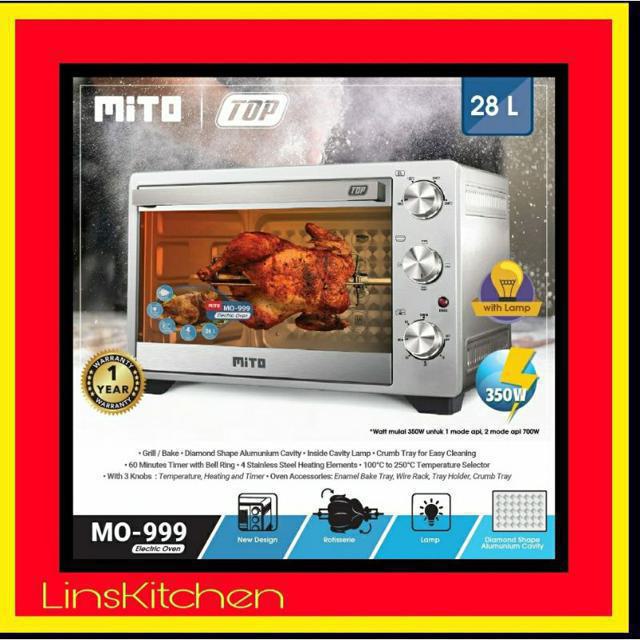 MITO | TOP
28 L
TOP
MITO MO-999
Electric Oven
28 L
MITO
with Lamp
WARRANTY
1
YEAR
WARRANTY
350W
*Watt mulai 350W untuk 1 mode api, 2 mode api 700W
• Grill / Bake • Diamond Shape Alumunium Cavity • Inside Cavity Lamp • Crumb Tray for Easy Cleaning
• 60 Minutes Timer with Bell Ring • 4 Stainless Steel Heating Elements • 100°C to 250°C Temperature Selector
• With 3 Knobs : Temperature, Heating and Timer • Oven Accessories: Enamel Bake Tray, Wire Rack, Tray Holder, Crumb Tray
MO-999
Electric Oven
New Design
Rotisserie
Lamp
Diamond Shape
Alumunium Cavity
LinsKitchen